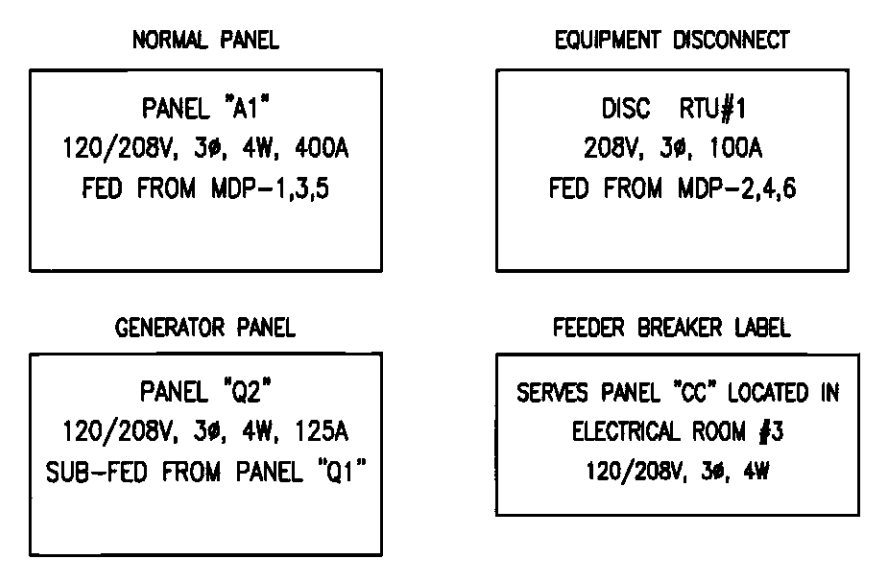 NORMAL PANEL
PANEL "A1"
120/208V, 3ø, 4W, 400A
FED FROM MDP-1,3,5
EQUIPMENT DISCONNECT
DISC RTU#1
208V, 3ø, 100A
FED FROM MDP-2,4,6
GENERATOR PANEL
PANEL "Q2"
120/208V, 3ø, 4W, 125A
SUB-FED FROM PANEL "Q1"
FEEDER BREAKER LABEL
SERVES PANEL "CC" LOCATED IN
ELECTRICAL ROOM #3
120/208V, 3ø, 4W